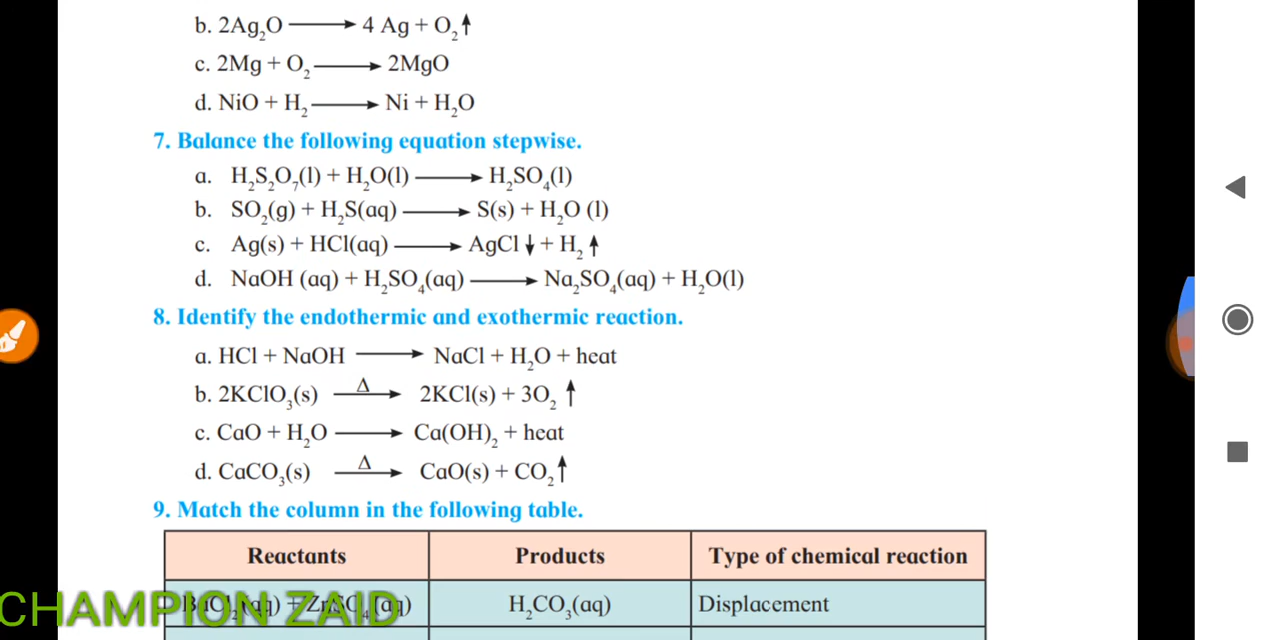 b. 2Ag₂O ⟶ 4 Ag + O₂↑
c. 2Mg + O₂ ⟶ 2MgO
d. NiO + H₂ ⟶ Ni + H₂O
7. Balance the following equation stepwise.
a. H₂S₂O₇(l) + H₂O(l) ⟶ H₂SO₄(l)
b. SO₂(g) + H₂S(aq) ⟶ S(s) + H₂O (l)
c. Ag(s) + HCl(aq) ⟶ AgCl↓ + H₂↑
d. NaOH (aq) + H₂SO₄(aq) ⟶ Na₂SO₄(aq) + H₂O(l)
8. Identify the endothermic and exothermic reaction.
a. HCl + NaOH ⟶ NaCl + H₂O + heat
b. 2KClO₃(s) Δ⟶ 2KCl(s) + 3O₂↑
c. CaO + H₂O ⟶ Ca(OH)₂ + heat
d. CaCO₃(s) Δ⟶ CaO(s) + CO₂↑
9. Match the column in the following table.
Reactants Products Type of chemical reaction
BaCl₂(aq) + ZnSO₄(aq) H₂CO₃(aq) Displacement
CHAMPION ZAID